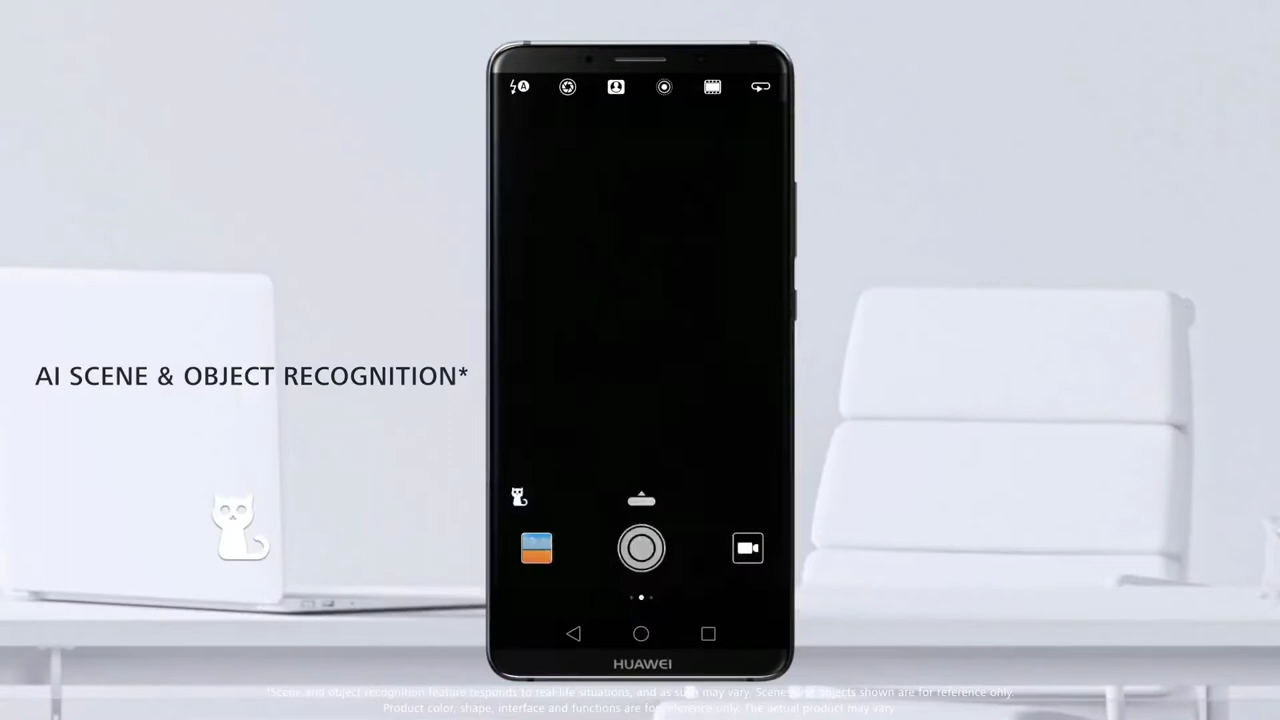 A
AI SCENE & OBJECT RECOGNITION*
HUAWEI
*Scene and object recognition feature responds to real-life situations, and as such may vary. Scenes and objects shown are for reference only.
Product color, shape, interface and functions are for reference only. The actual product may vary.